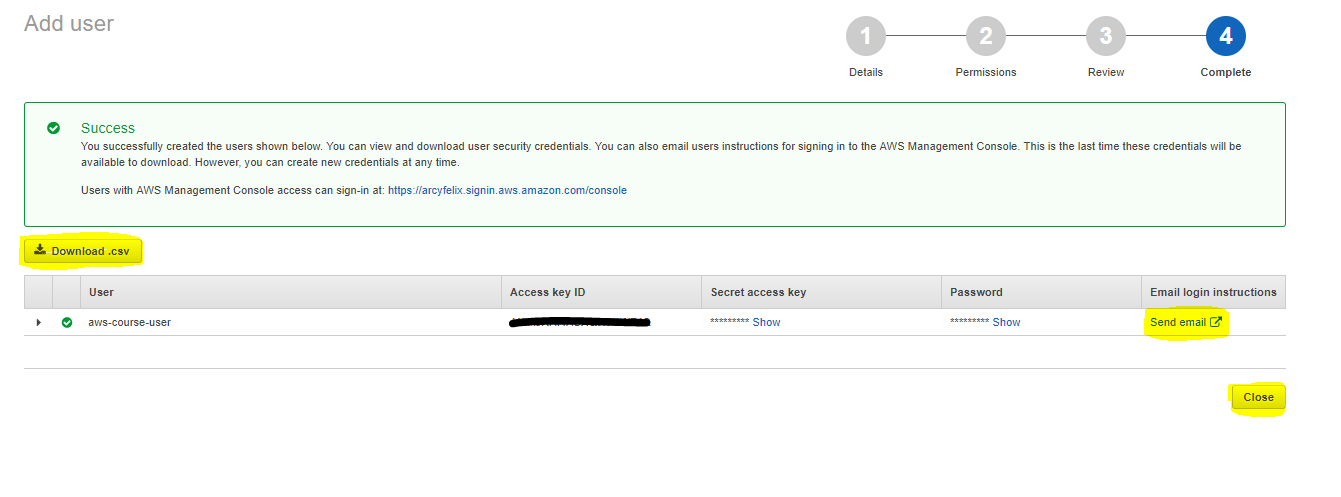 Add user
1
2
3
4
Details
Permissions
Review
Complete
Success
You successfully created the users shown below. You can view and download user security credentials. You can also email users instructions for signing in to the AWS Management Console. This is the last time these credentials will be
available to download. However, you can create new credentials at any time.
Users with AWS Management Console access can sign-in at: https://arcyfelix.signin.aws.amazon.com/console
Download .csv
User Access key ID Secret access key Password Email login instructions
aws-course-user ********* Show ********* Show Send email
Close